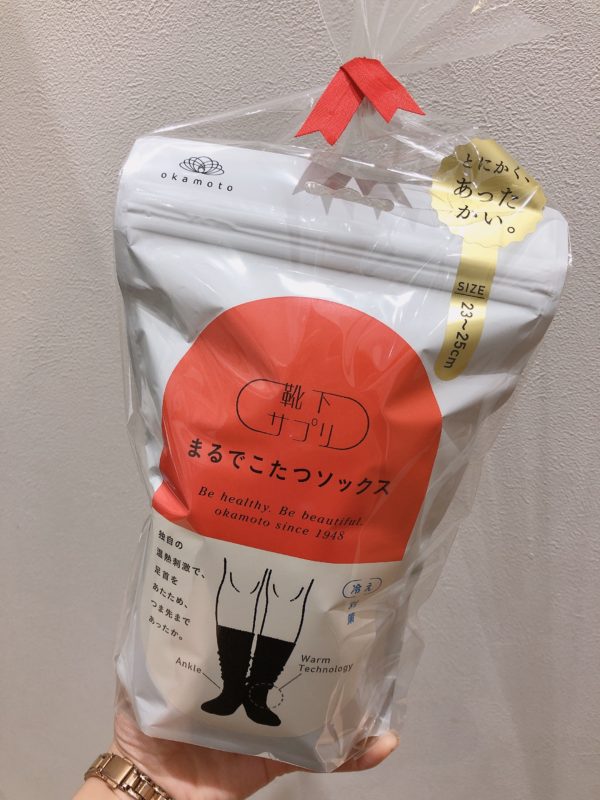 okamoto
とにかく、
あった
かい。
SIZE
23~25cm
靴下
サプリ
まるでこたつソックス
Be healthy. Be beautiful.
okamoto since 1948
独自の
温熱刺激で、
足首を
あたため、
つま先まで
あったか。
冷え
Ankle
Warm
Technology